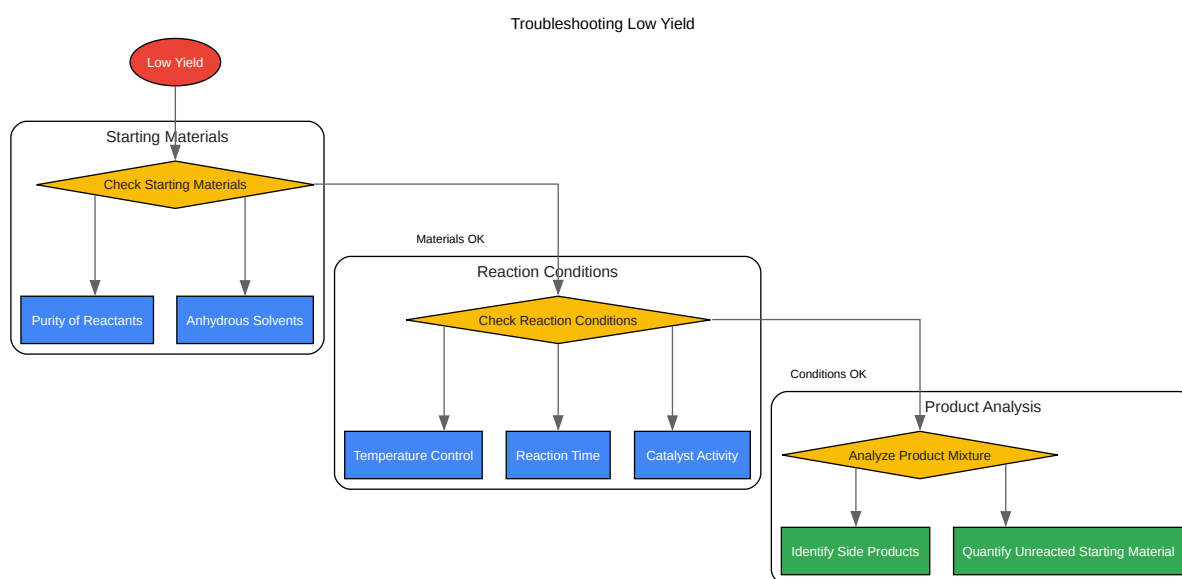 Troubleshooting Low Yield
Low Yield
Starting Materials
Check Starting Materials
Purity of Reactants
Anhydrous Solvents
Materials OK
Reaction Conditions
Check Reaction Conditions
Temperature Control
Reaction Time
Catalyst Activity
Conditions OK
Product Analysis
Analyze Product Mixture
Identify Side Products
Quantify Unreacted Starting Material